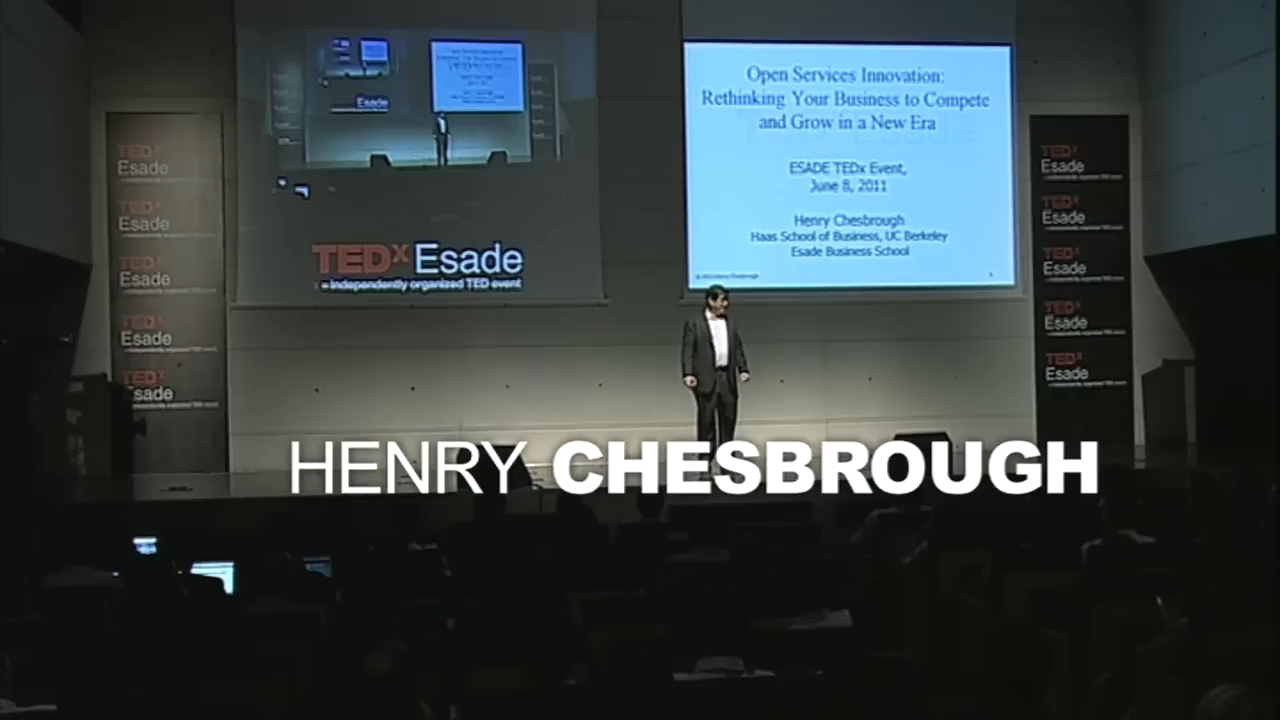 Open Services Innovation:
Rethinking Your Business to Compete
and Grow in a New Era
ESADE TEDx Event,
June 8, 2011
Henry Chesbrough
Haas School of Business, UC Berkeley
Esade Business School
TEDx Esade
x = independently organized TED event
Esade
TEDx
Esade
TEDx
Esade
TEDx
Esade
TEDx
Esade
TEDx
Esade
TEDx
Esade
TEDx
Esade
TEDx
Esade
TEDx
Esade
TEDx
Esade
HENRY CHESBROUGH